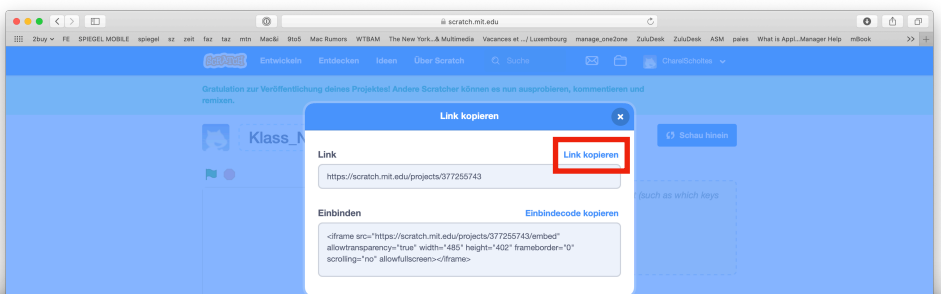 scratch.mit.edu
2buy FE SPIEGEL MOBILE spiegel sz zeit faz taz mtn Mac&i 9to5 Mac Rumors WTBAM The New York...& Multimedia Vacances et .../ Luxembourg manage_one2one ZuluDesk ZuluDesk ASM paies What is Appl...Manager Help mBook >> +
SCRATCH Entwickeln Entdecken Ideen Über Scratch Suche ChareScholtes
Gratulation zur Veröffentlichung deines Projektes! Andere Scratcher können es nun ausprobieren, kommentieren und
remixen.
Link kopieren
Klass_N
Schau hinein
Link Link kopieren
https://scratch.mit.edu/projects/377255743
(such as which keys
Einbinden Einbindecode kopieren
<iframe src="https://scratch.mit.edu/projects/377255743/embed"
allowtransparency="true" width="485" height="402" frameborder="0"
scrolling="no" allowfullscreen></iframe>